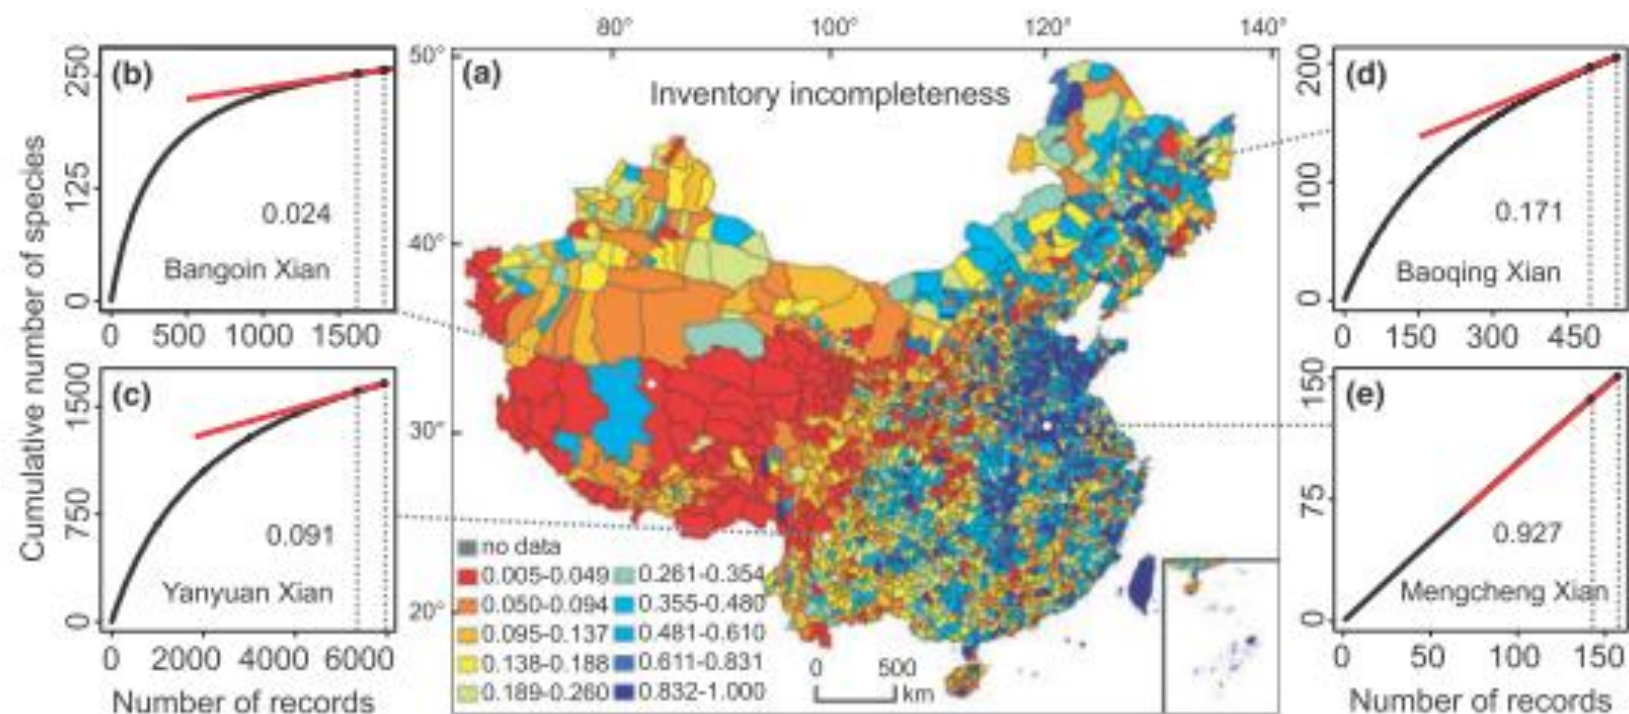 80° 100° 120° 140°
50°
40°
30°
20°
(a)
Inventory incompleteness
no data
0.005-0.049 0.261-0.354
0.050-0.094 0.355-0.480
0.095-0.137 0.481-0.610
0.138-0.188 0.611-0.831
0.189-0.260 0.832-1.000
0 500
km
Cumulative number of species
(b)
250
125
0
0.024
Bangoin Xian
0 500 1000 1500
(c)
1500
750
0
0.091
Yanyuan Xian
0 2000 4000 6000
Number of records
(d)
200
100
0
0.171
Baoqing Xian
0 150 300 450
(e)
150
75
0
0.927
Mengcheng Xian
0 50 100 150
Number of records